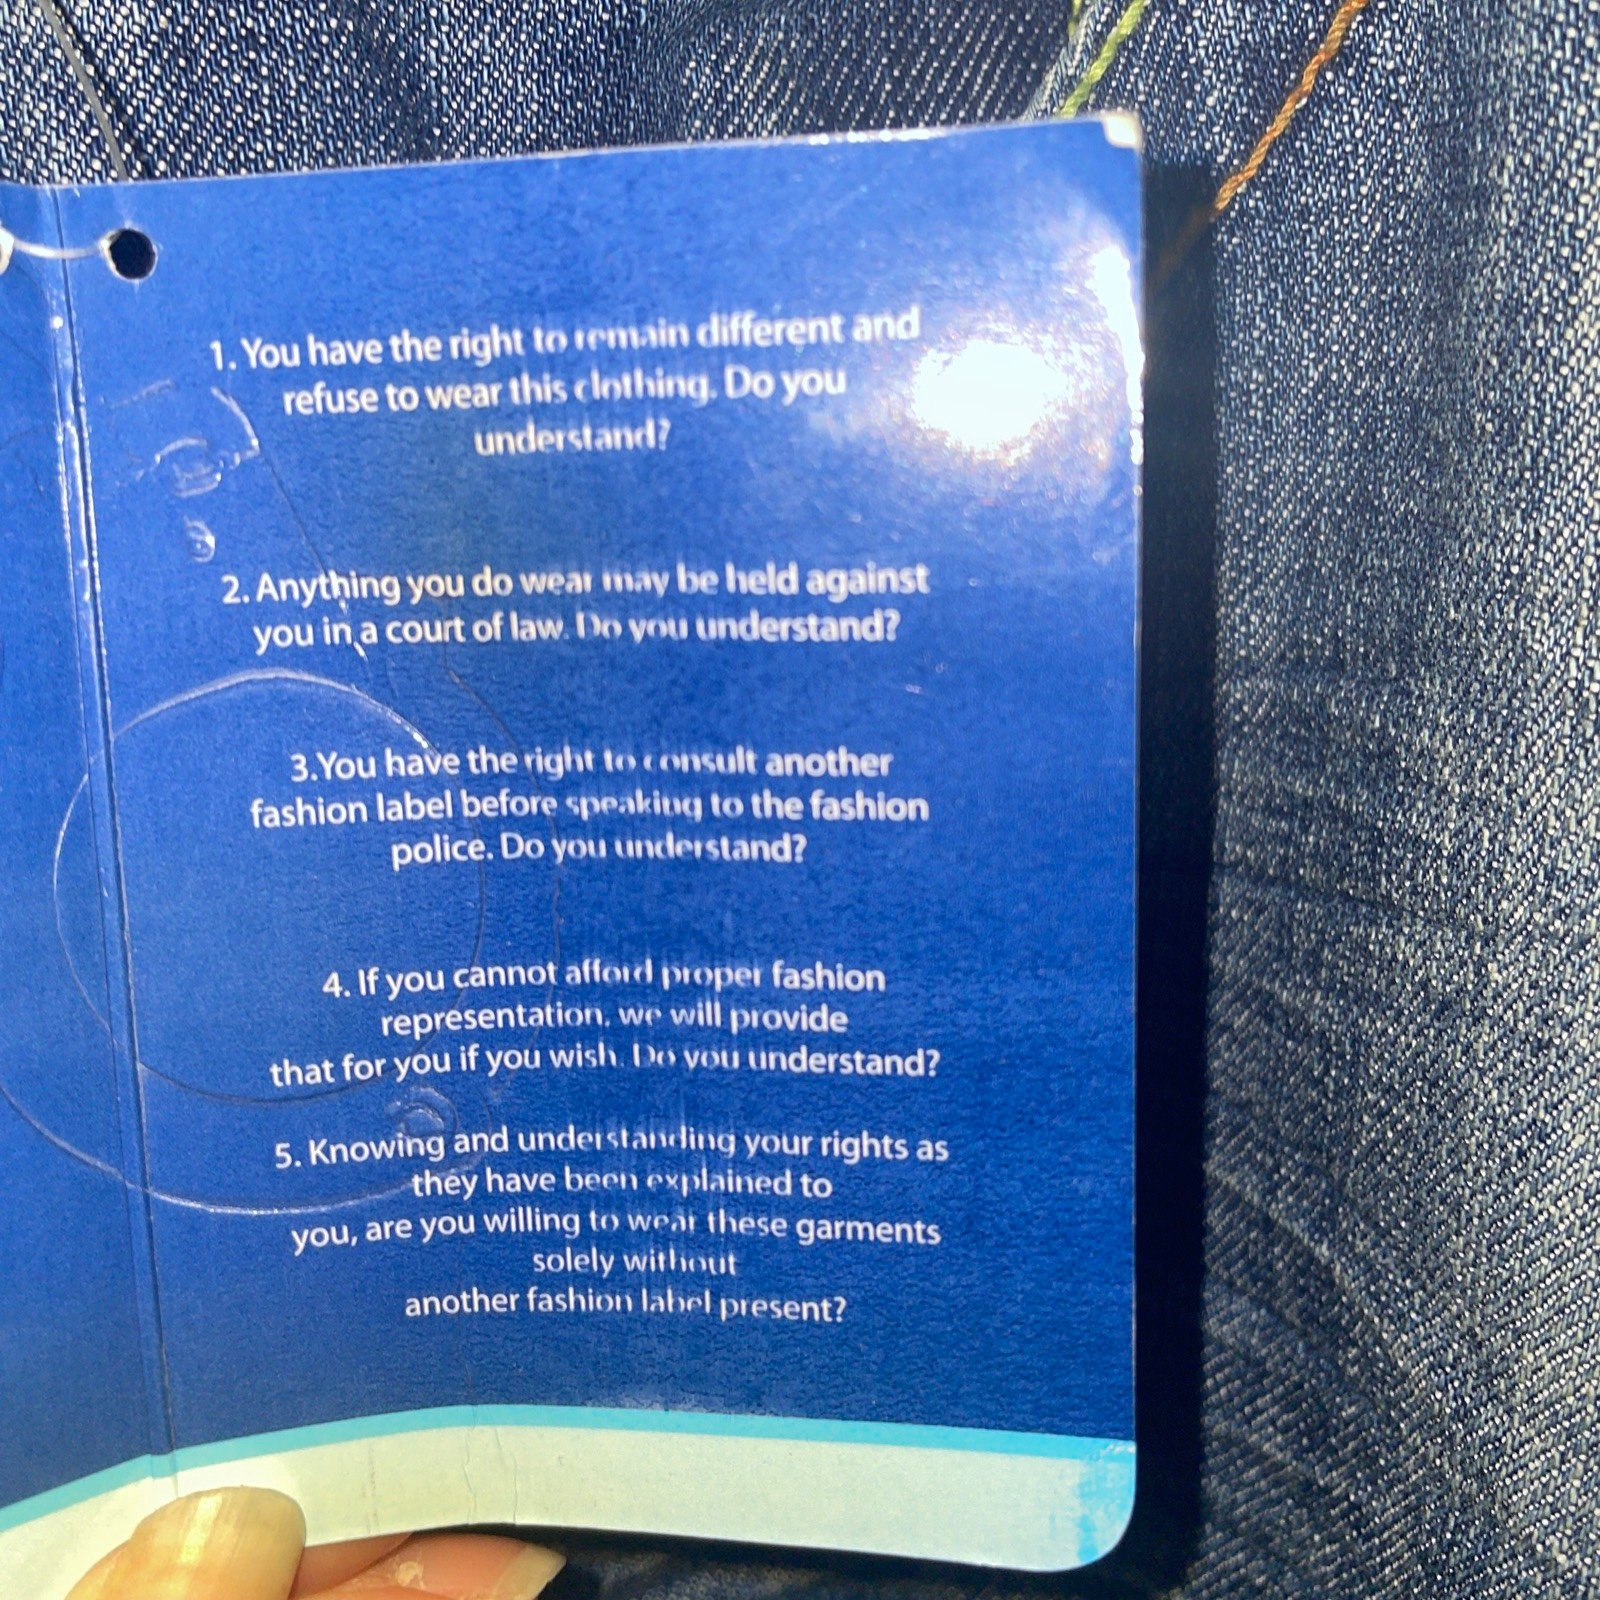 1. You have the right to remain different and
refuse to wear this clothing. Do you
understand?
2. Anything you do wear may be held against
you in a court of law. Do you understand?
3.You have the right to consult another
fashion label before speaking to the fashion
police. Do you understand?
4. If you cannot afford proper fashion
representation, we will provide
that for you if you wish. Do you understand?
5. Knowing and understanding your rights as
they have been explained to
you, are you willing to wear these garments
solely without
another fashion label present?